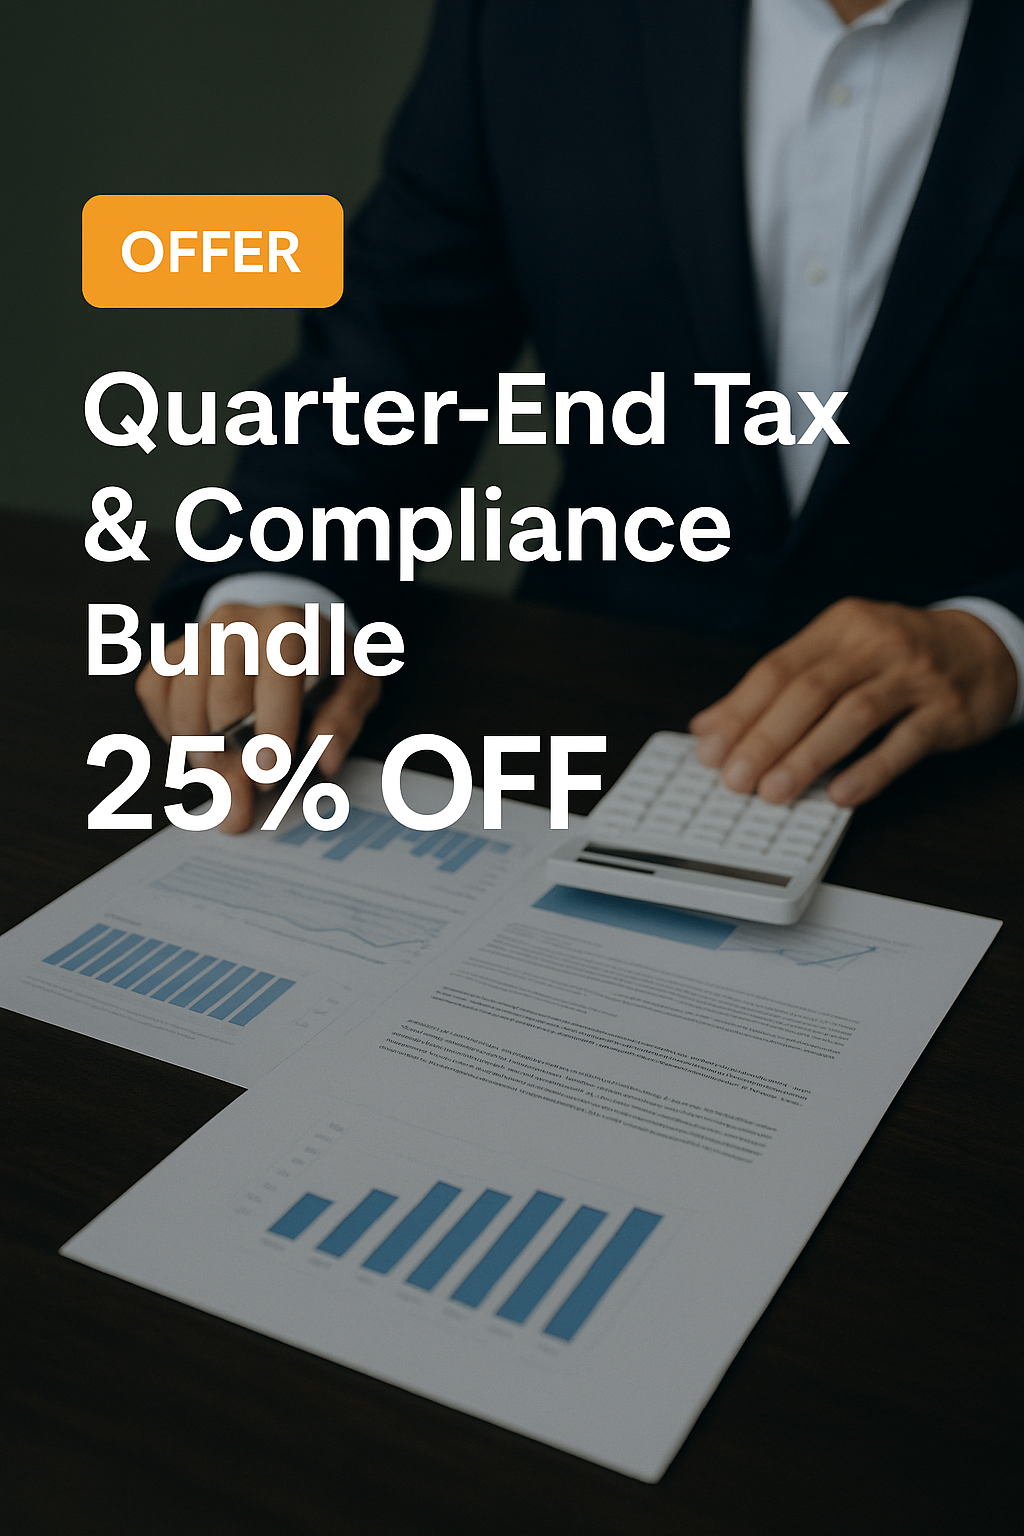 OFFER
Quarter-End Tax
& Compliance
Bundle
25% OFF